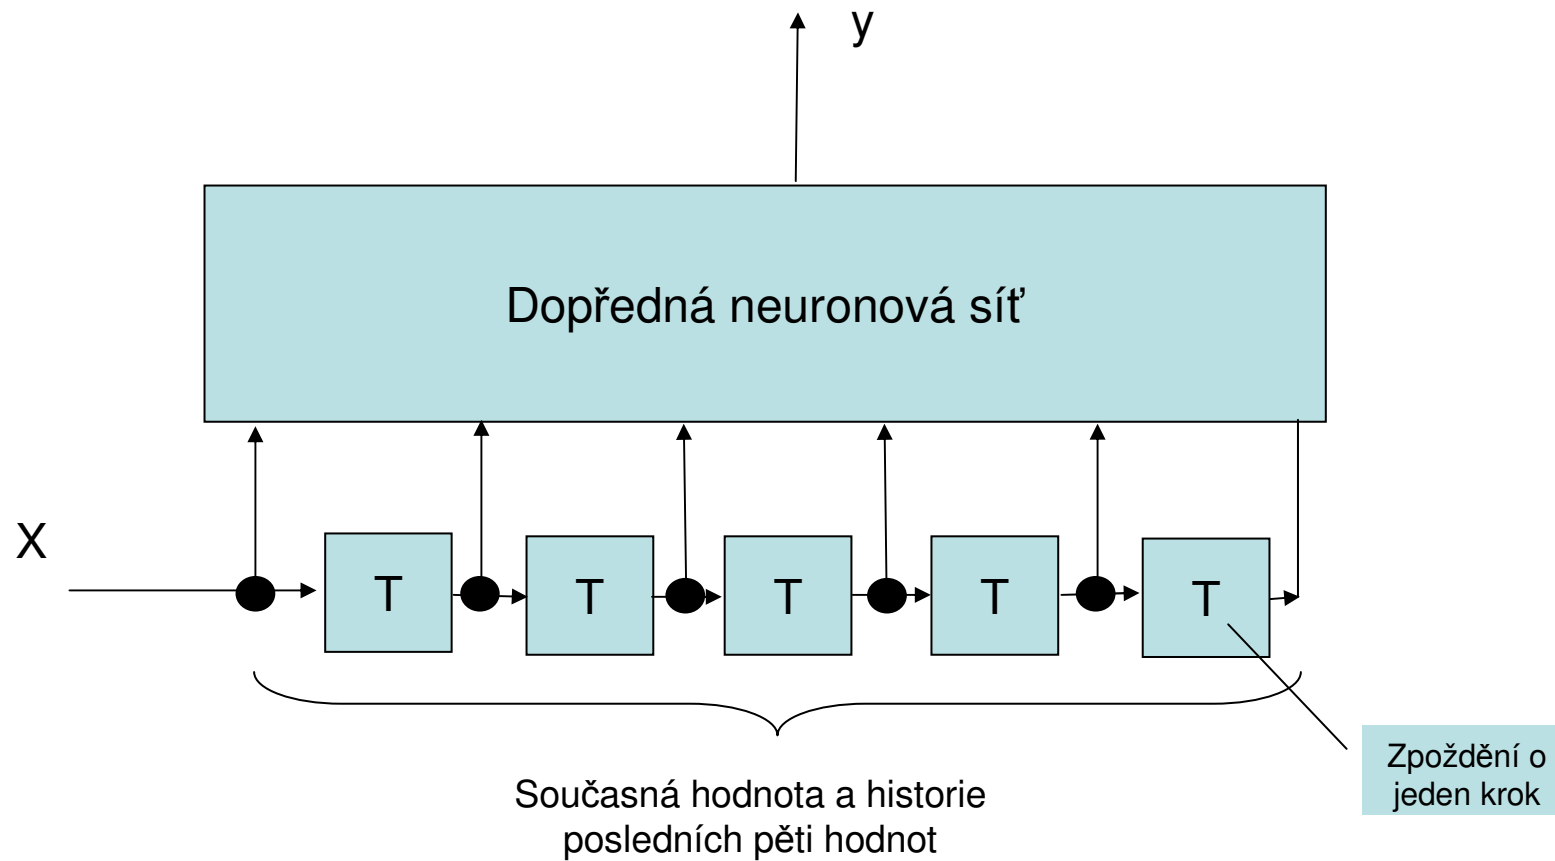 y
Dopředná neuronová síť
X
T
T
T
T
T
Zpoždění o
jeden krok
Současná hodnota a historie
posledních pěti hodnot